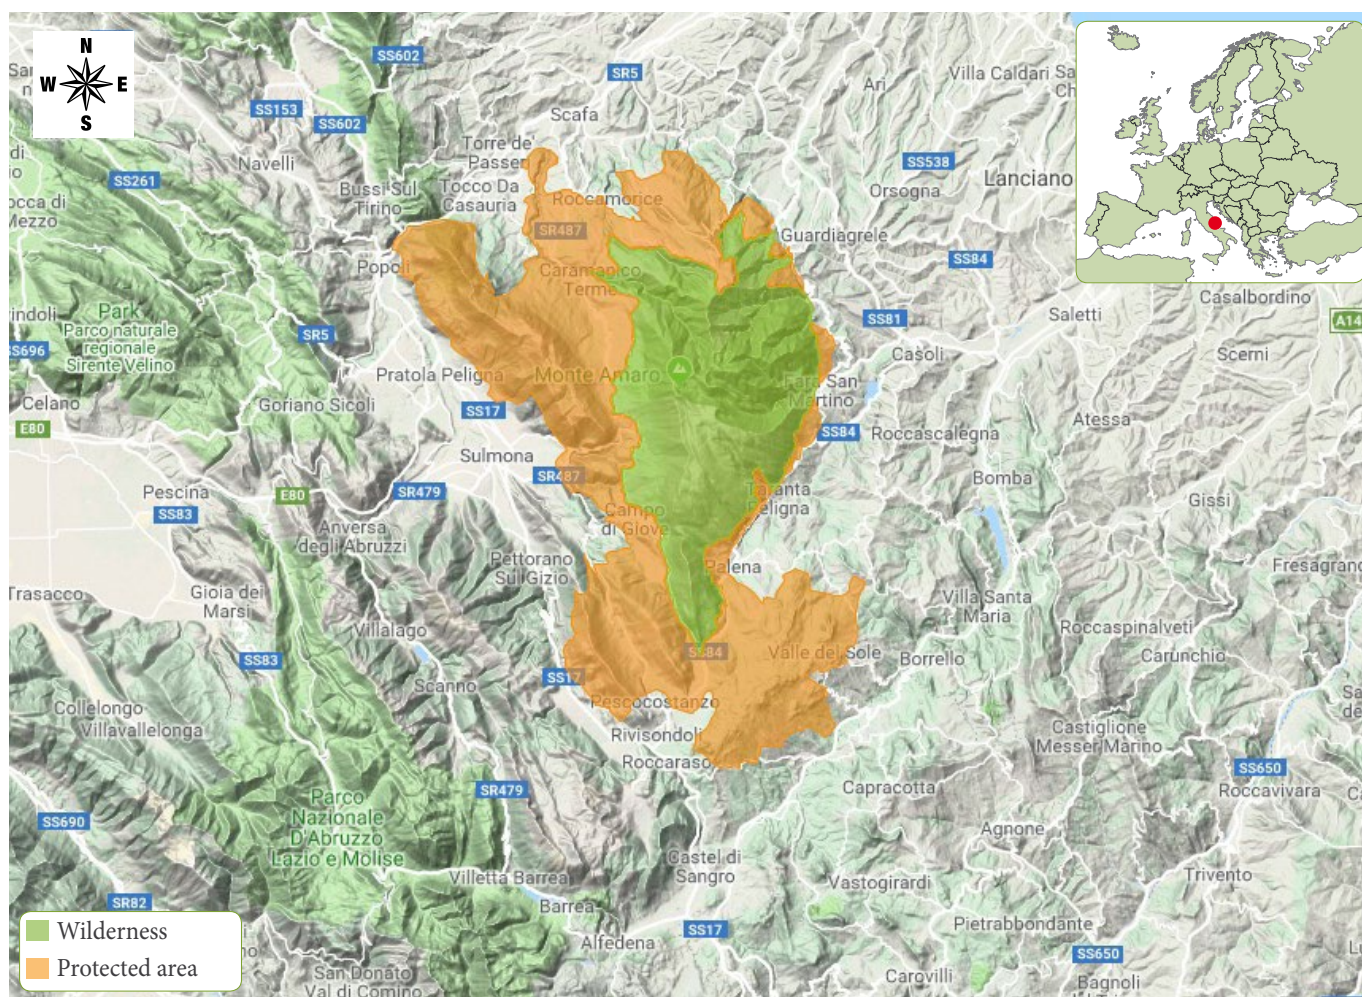 N
W E
S
SS602
SR5
Villa Caldari
Ari
SS153
SS602
Scafa
Torre de'
Passer
Navelli
SS538
SS261
Bussi Sul
Tirino
Tocco Da
Casauria
Roccamorice
Orsogna
Lanciano
SR487
Guardiagrele
Popoli
Caramanico
Terme
SS84
Casalbordino
Park
Parco naturale
regionale
Sirente Velino
SR5
SS81
Saletti
A14
SS696
Casoli
Scerni
Pratola Peligna
Monte Amaro
Fara San
Martino
Celano
Goriano Sicoli
SS17
Atessa
E80
SS84
Roccascalegna
Sulmona
SR487
Bomba
Pescina
E80
SR479
Taranta
Peligna
Gissi
SS83
Campo
di Giove
Anversa
degli Abruzzi
Pettorano
Sul Gizio
Palena
Fresagrand
Trasacco
Gioia dei
Marsi
Villa Santa
Maria
Villalago
Roccaspinalveti
SS83
SS84
Valle del Sole
Borrello
Carunchio
Scanno
SS17
Pescocostanzo
Collelongo
Villavallelonga
Rivisondoli
Castiglione
Messer Marino
Roccaraso
SS650
SR479
Capracotta
Roccavivara
Parco
Nazionale
D'Abruzzo
Lazio e Molise
SS690
Agnone
Castel di
Sangro
Villetta Barrea
Vastogirardi
Trivento
SR82
Barrea
Wilderness
SS17
Pietrabbondante
Alfedena
SS650
Protected area
San Donato
Val di Comino
Carovilli
Bagnoli